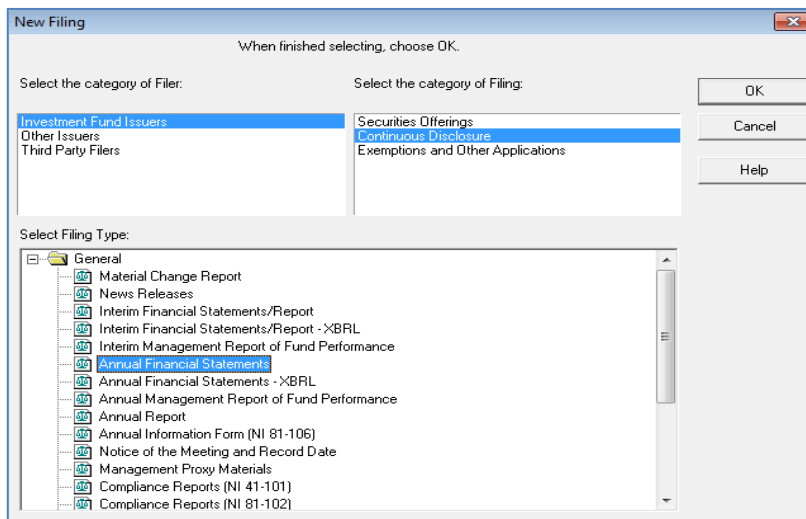 New Filing
When finished selecting, choose OK.
Select the category of Filer:
Select the category of Filing:
OK
Investment Fund Issuers
Other Issuers
Third Party Filers
Securities Offerings
Continuous Disclosure
Exemptions and Other Applications
Cancel
Help
Select Filing Type:
General
Material Change Report
News Releases
Interim Financial Statements/Report
Interim Financial Statements/Report - XBRL
Interim Management Report of Fund Performance
Annual Financial Statements
Annual Financial Statements - XBRL
Annual Management Report of Fund Performance
Annual Report
Annual Information Form (NI 81-106)
Notice of the Meeting and Record Date
Management Proxy Materials
Compliance Reports (NI 41-101)
Compliance Reports (NI 81-102)